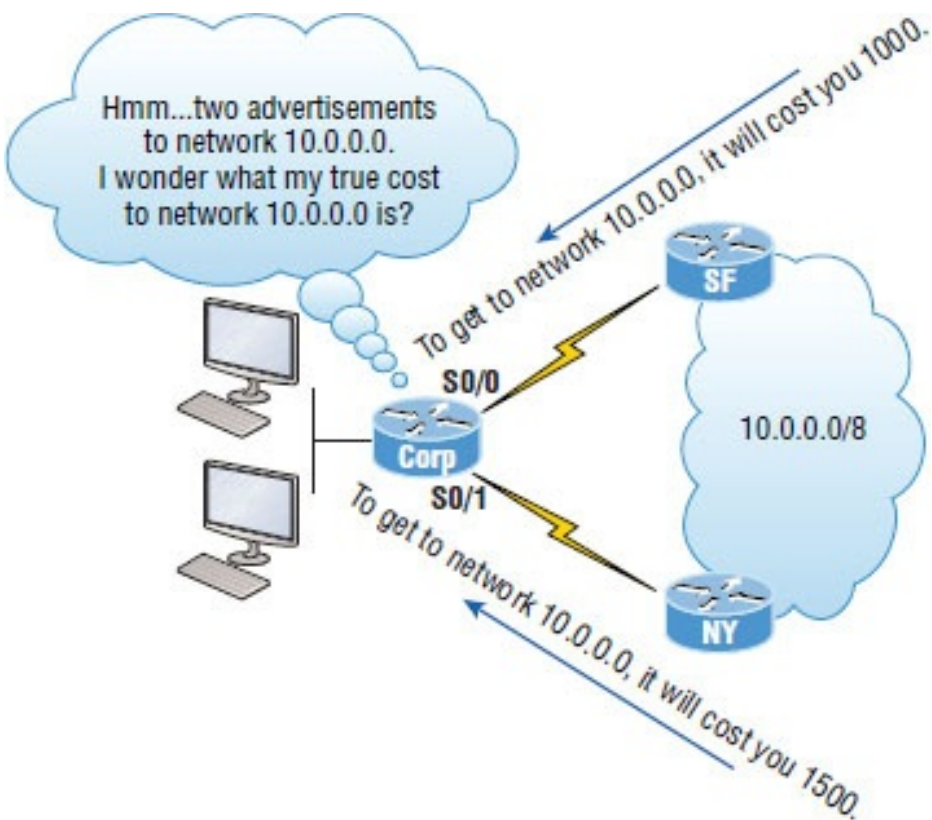 Hmm...two advertisements
to network 10.0.0.0.
I wonder what my true cost
to network 10.0.0.0 is?
To get to network 10.0.0.0, it will cost you 1000.
SF
S0/0
10.0.0.0/8
Corp
S0/1
To get to network 10.0.0.0, it will cost you 1500.
NY